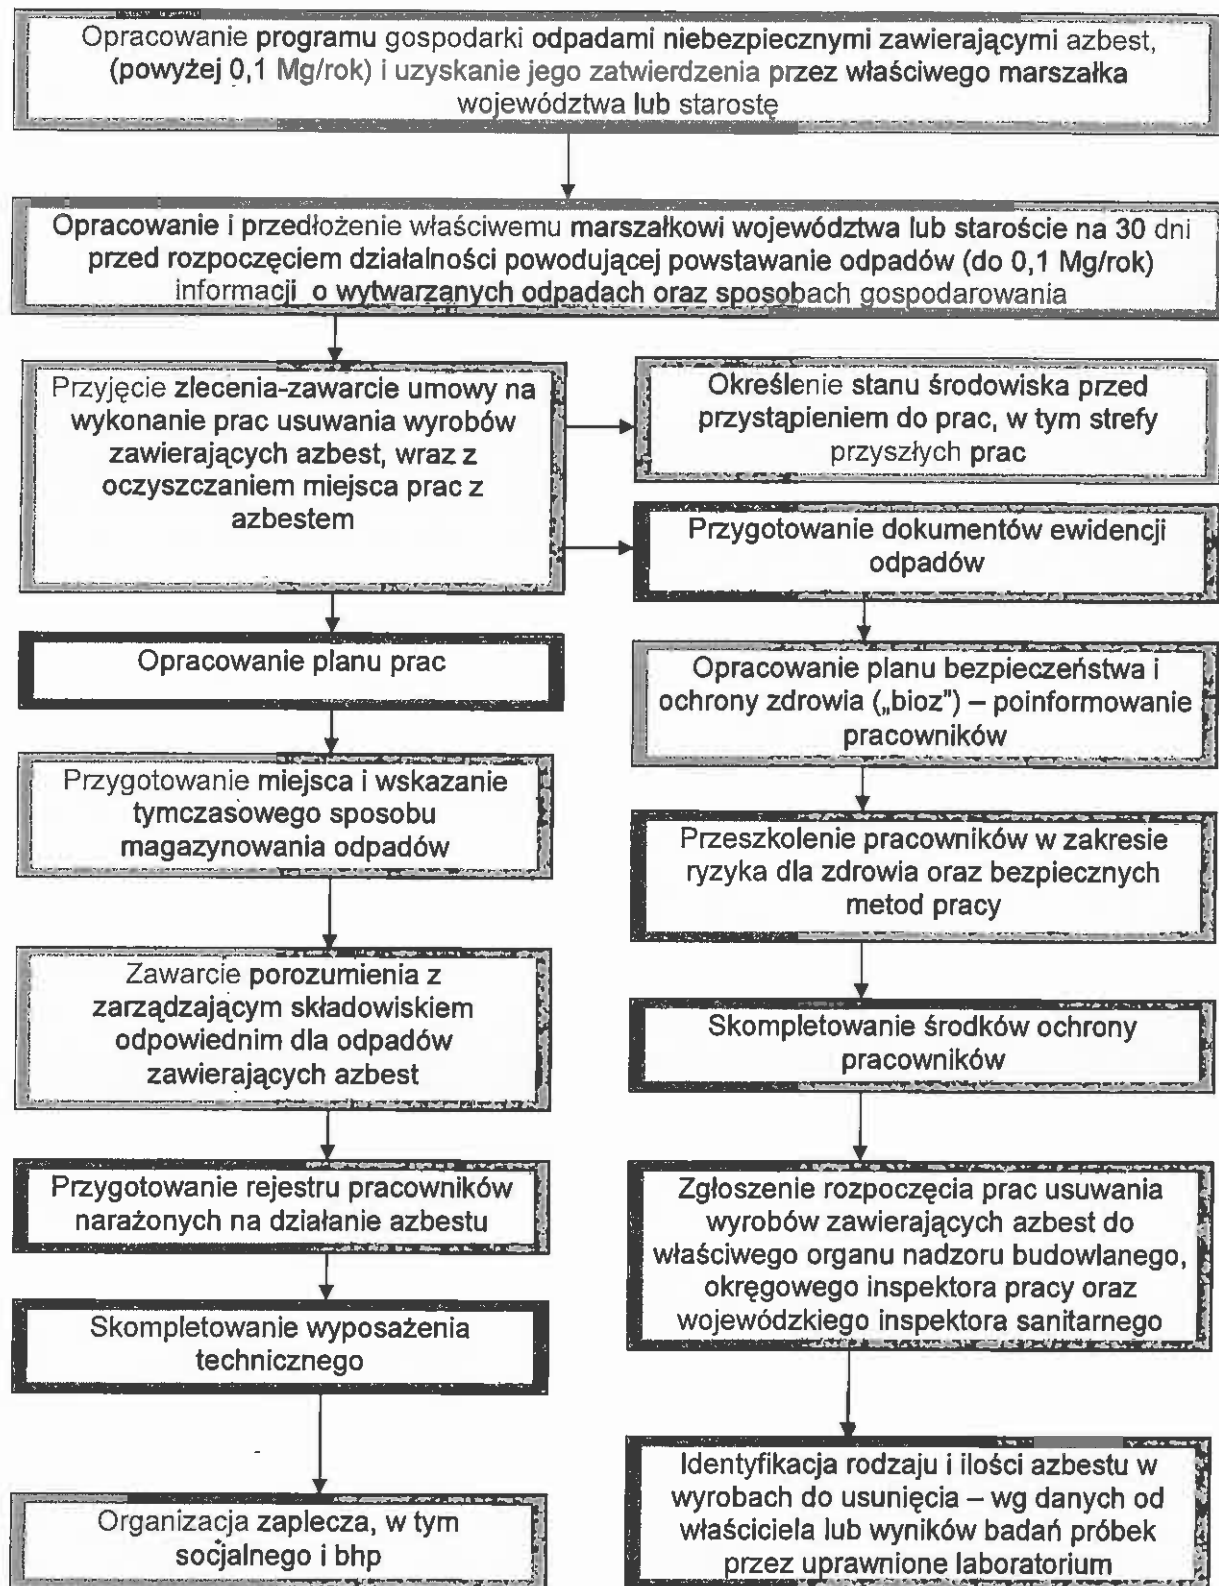 Opracowanie programu gospodarki odpadami niebezpiecznymi zawierającymi azbest,
(powyżej 0,1 Mg/rok) i uzyskanie jego zatwierdzenia przez właściwego marszałka
województwa lub starostę
Opracowanie i przedłożenie właściwemu marszałkowi województwa lub staroście na 30 dni
przed rozpoczęciem działalności powodującej powstawanie odpadów (do 0,1 Mg/rok)
informacji o wytwarzanych odpadach oraz sposobach gospodarowania
Przyjęcie zlecenia-zawarcie umowy na
wykonanie prac usuwania wyrobów
zawierających azbest, wraz z
oczyszczaniem miejsca prac z
azbestem
Określenie stanu środowiska przed
przystąpieniem do prac, w tym strefy
przyszłych prac
Przygotowanie dokumentów ewidencji
odpadów
Opracowanie planu prac
Opracowanie planu bezpieczeństwa i
ochrony zdrowia („bioz") – poinformowanie
pracowników
Przygotowanie miejsca i wskazanie
tymczasowego sposobu
magazynowania odpadów
Przeszkolenie pracowników w zakresie
ryzyka dla zdrowia oraz bezpiecznych
metod pracy
Zawarcie porozumienia z
zarządzającym składowiskiem
odpowiednim dla odpadów
zawierających azbest
Skompletowanie środków ochrony
pracowników
Przygotowanie rejestru pracowników
narażonych na działanie azbestu
Zgłoszenie rozpoczęcia prac usuwania
wyrobów zawierających azbest do
właściwego organu nadzoru budowlanego,
okręgowego inspektora pracy oraz
wojewódzkiego inspektora sanitarnego
Skompletowanie wyposażenia
technicznego
Organizacja zaplecza, w tym
socjalnego i bhp
Identyfikacja rodzaju i ilości azbestu w
wyrobach do usunięcia – wg danych od
właściciela lub wyników badań próbek
przez uprawnione laboratorium